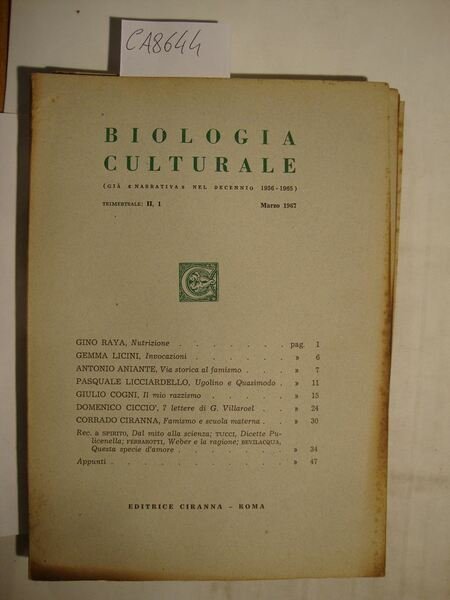 CA8644
BIOLOGIA
CULTURALE
(GIÀ « NARRATIVA » NEL DECENNIO 1956-1965)
TRIMESTRALE: II, 1 Marzo 1967
GINO RAYA, Nutrizione . . . . . . . pag. 1
GEMMA LICINI, Invocazioni . . . . . . » 6
ANTONIO ANIANTE, Via storica al famismo . . . » 7
PASQUALE LICCIARDELLO, Ugolino e Quasimodo . » 11
GIULIO COGNI, Il mio razzismo . . . . . » 15
DOMENICO CICCIO', 7 lettere di G. Villaroel . . » 24
CORRADO CIRANNA, Famismo e scuola materna . . » 30
Rec. a SPIRITO, Dal mito alla scienza; TUCCI, Dicette Pu-
licenella; FERRAROTTI, Weber e la ragione; BEVILACQUA,
Questa specie d'amore . . . . . . . » 34
Appunti . . . . . . . . . . . » 47
EDITRICE CIRANNA - ROMA